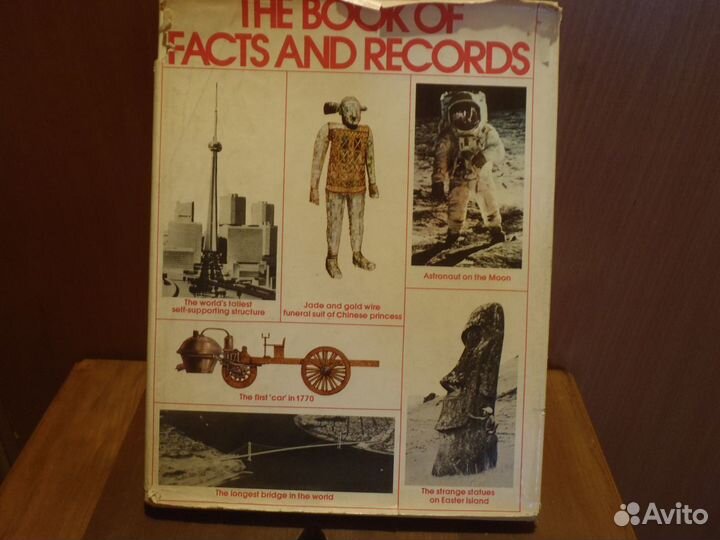 THE BOOK OF
FACTS AND RECORDS
The world's tallest
self-supporting structure
Jade and gold wire
funeral suit of Chinese princess
Astronaut on the Moon
The first 'car' in 1770
The longest bridge in the world
The strange statues
on Easter Island
Avito